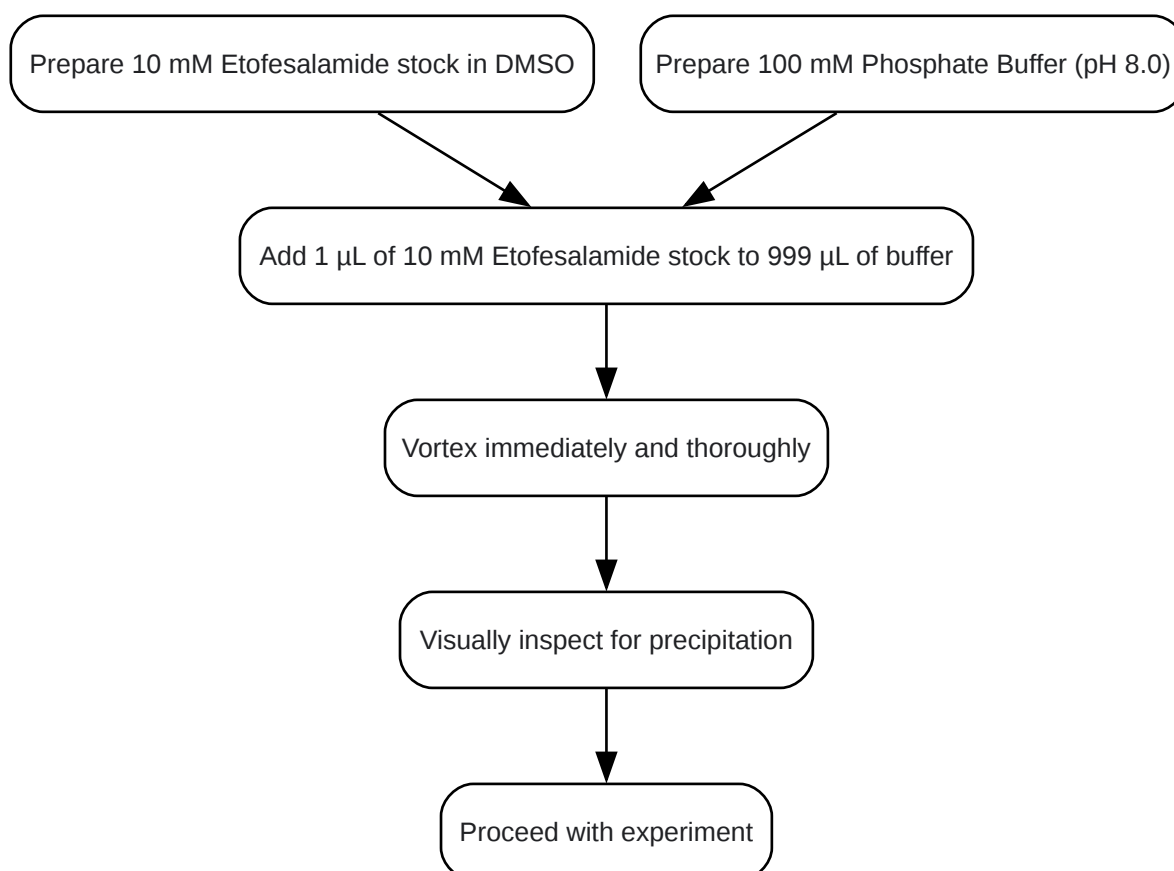 Prepare 10 mM Etofesalamide stock in DMSO
Prepare 100 mM Phosphate Buffer (pH 8.0)
Add 1 µL of 10 mM Etofesalamide stock to 999 µL of buffer
Vortex immediately and thoroughly
Visually inspect for precipitation
Proceed with experiment